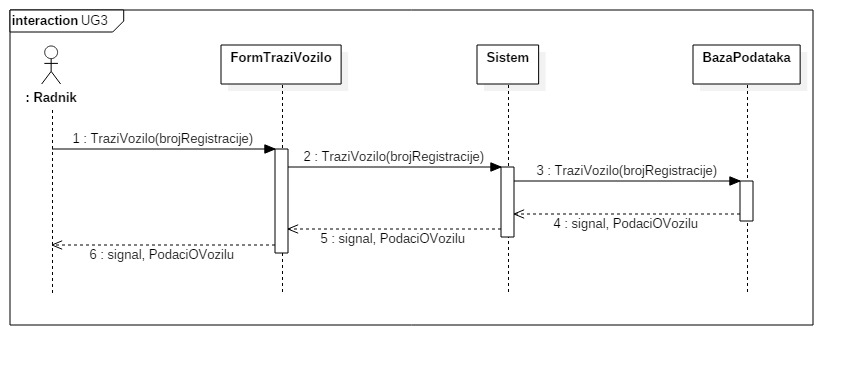 interaction UG3
FormTraziVozilo
Sistem
BazaPodataka
: Radnik
1 : TraziVozilo(brojRegistracije)
2 : TraziVozilo(brojRegistracije)
3 : TraziVozilo(brojRegistracije)
4 : signal, PodaciOVozilu
5 : signal, PodaciOVozilu
6 : signal, PodaciOVozilu